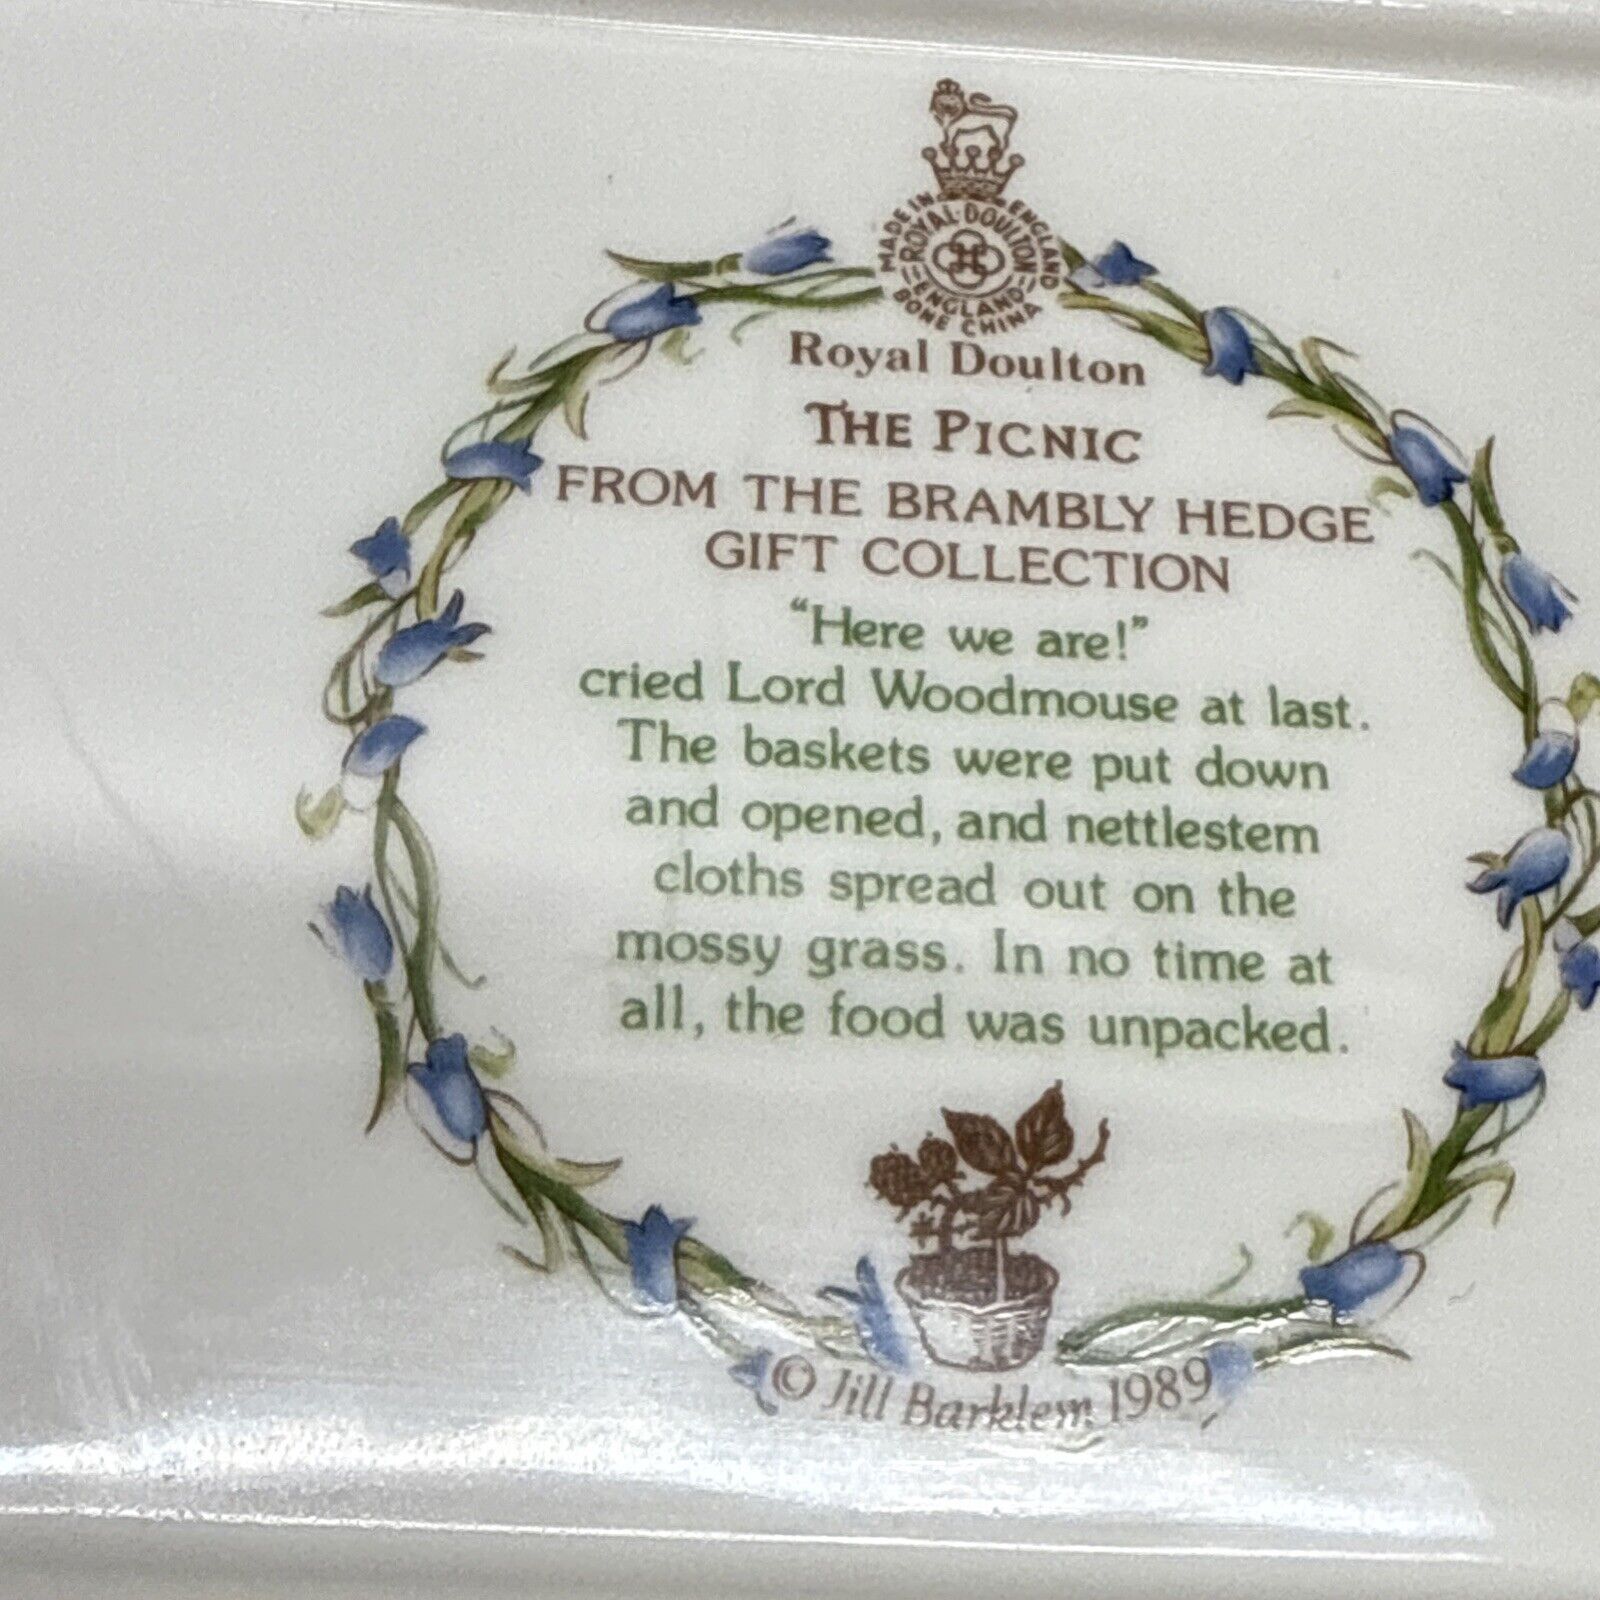 MADE IN ENGLAND
ROYAL·DOULTON
ENGLAND
BONE CHINA
Royal Doulton
THE PICNIC
FROM THE BRAMBLY HEDGE
GIFT COLLECTION
“Here we are!”
cried Lord Woodmouse at last.
The baskets were put down
and opened, and nettlestem
cloths spread out on the
mossy grass. In no time at
all, the food was unpacked.
© Jill Barklem 1989